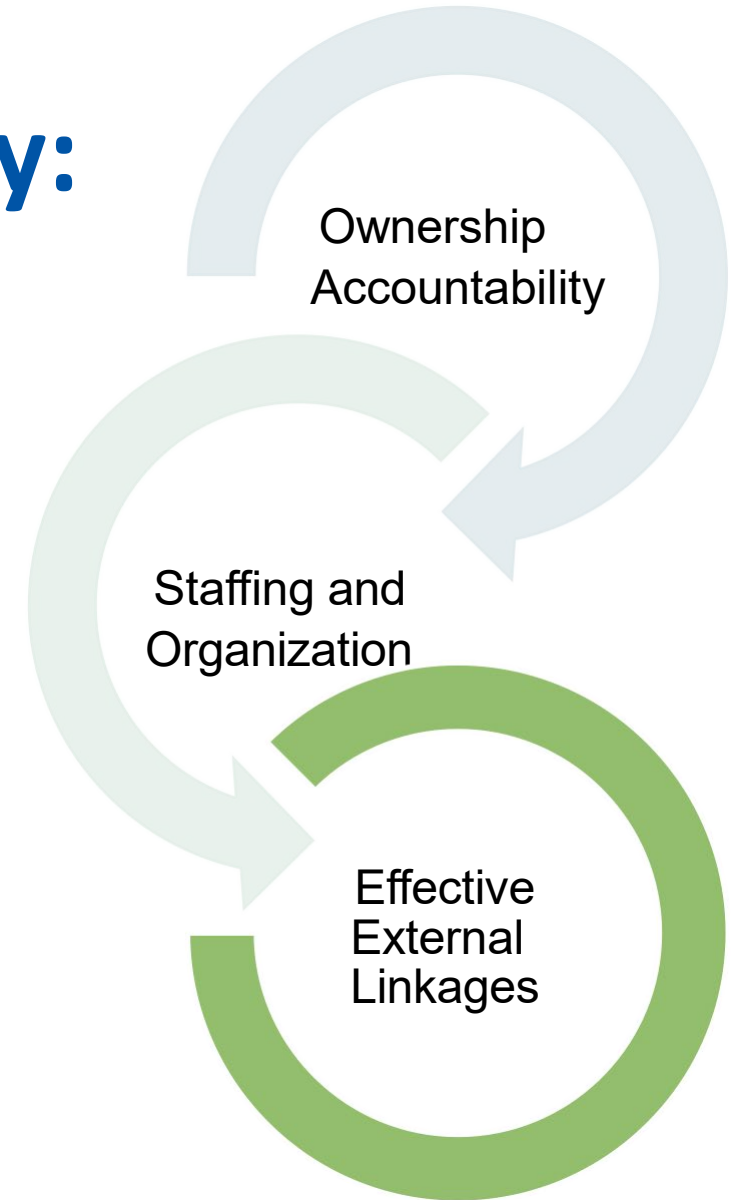 y:
Ownership
Accountability
Staffing and
Organization
Effective
External
Linkages